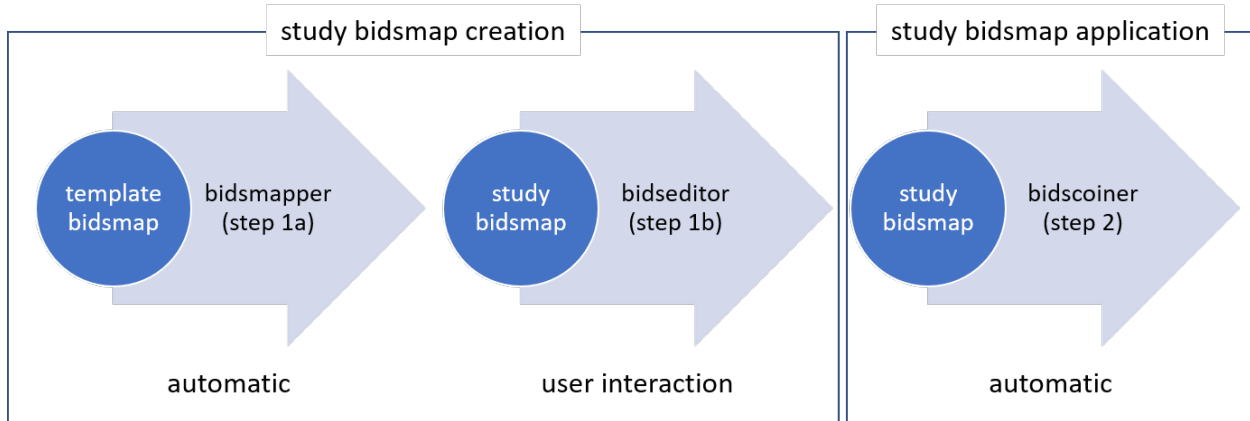 study bidsmap creation
study bidsmap application
template
bidsmap
bidsmapper
(step 1a)
study
bidsmap
bidseditor
(step 1b)
study
bidsmap
bidscoiner
(step 2)
automatic
user interaction
automatic